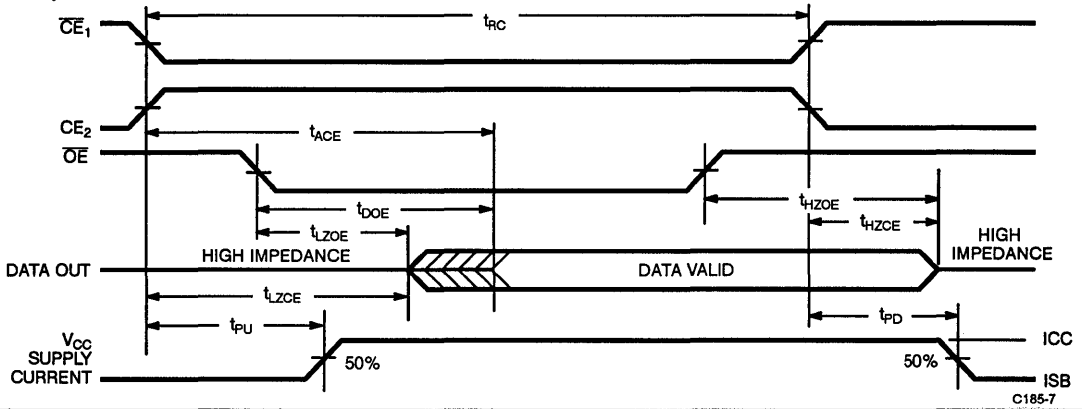 tRC
CE1
CE2
tACE
OE
tDOE
tHZOE
tLZOE
tHZCE
HIGH IMPEDANCE
HIGH IMPEDANCE
DATA OUT
DATA VALID
tLZCE
tPU
tPD
VCC SUPPLY CURRENT
50%
50%
ICC
ISB
C185-7